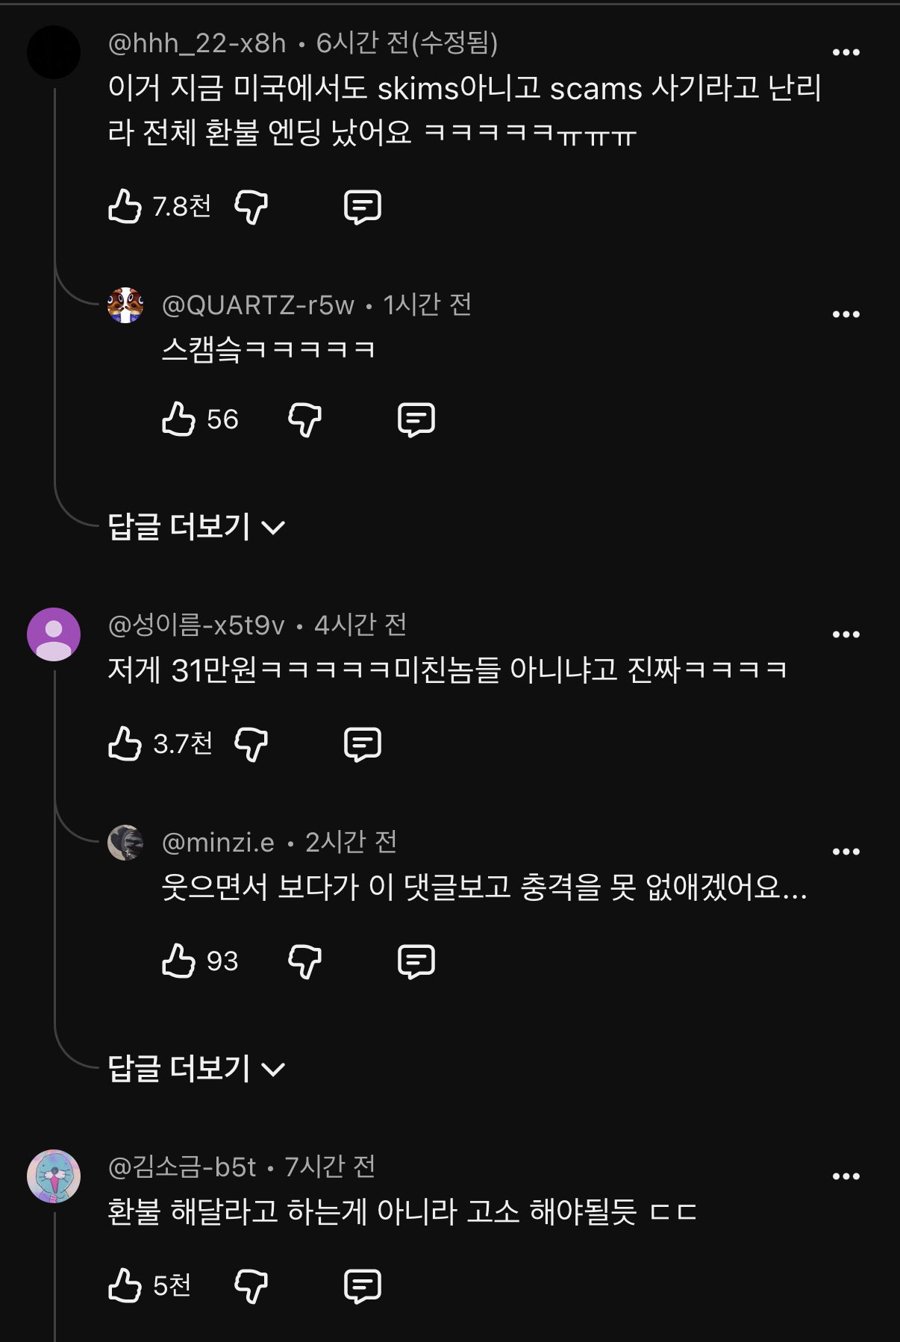 @hhh_22-x8h • 6시간 전(수정됨)
이거 지금 미국에서도 skims아니고 scams 사기라고 난리
라 전체 환불 엔딩 났어요 ㅋㅋㅋㅋㅋㅠㅠㅠ
7.8천
@QUARTZ-r5w • 1시간 전
스캠슼ㅋㅋㅋㅋㅋ
56
답글 더보기
@성이름-x5t9v • 4시간 전
저게 31만원ㅋㅋㅋㅋㅋ미친놈들 아니냐고 진짜ㅋㅋㅋㅋ
3.7천
@minzi.e • 2시간 전
웃으면서 보다가 이 댓글보고 충격을 못 없애겠어요...
93
답글 더보기
@김소금-b5t • 7시간 전
환불 해달라고 하는게 아니라 고소 해야될듯 ㄷㄷ
5천